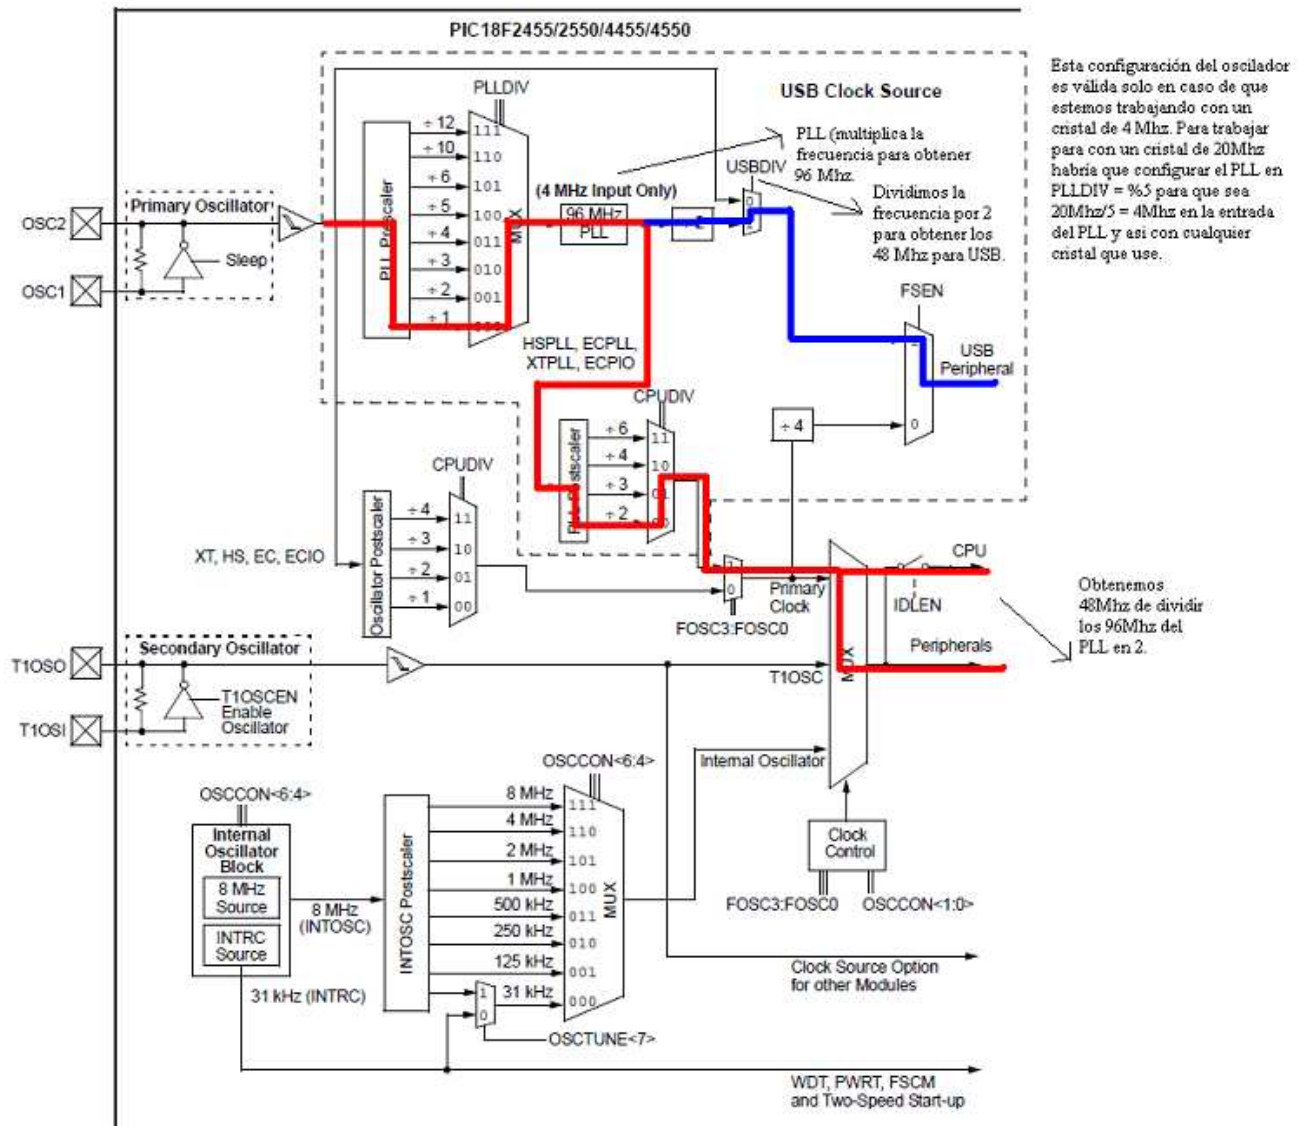 PIC18F2455/2550/4455/4550
PLLDIV
USB Clock Source
÷ 12
111
÷ 10
110
÷ 6
101
÷ 5
100
÷ 4
011
÷ 3
010
÷ 2
001
÷ 1
PLL Prescaler
MUX
(4 MHz Input Only)
96 MHz
PLL
USBDIV
0
PLL (multiplica la
frecuencia para obtener
96 Mhz.
Dividimos la
frecuencia por 2
para obtener los
48 Mhz para USB.
Esta configuración del oscilador
es válida solo en caso de que
estemos trabajando con un
cristal de 4 Mhz. Para trabajar
para con un cristal de 20Mhz
habría que configurar el PLL en
PLLDIV = %5 para que sea
20Mhz/5 = 4Mhz en la entrada
del PLL y asi con cualquier
cristal que use.
Primary Oscillator
OSC2
Sleep
OSC1
FSEN
USB
Peripheral
0
÷ 4
HSPLL, ECPLL,
XTPLL, ECPIO
CPUDIV
÷ 6
11
÷ 4
10
÷ 3
÷ 2
CPUDIV
÷ 4
11
÷ 3
10
÷ 2
01
÷ 1
00
Oscillator Postscaler
XT, HS, EC, ECIO
1
0
Primary
Clock
FOSC3:FOSC0
CPU
IDLEN
Peripherals
Obtenemos
48Mhz de dividir
los 96Mhz del
PLL en 2.
Secondary Oscillator
T1OSO
T1OSCEN
Enable
Oscillator
T1OSI
T1OSC
MUX
Internal Oscillator
OSCCON<6:4>
OSCCON<6:4>
Internal
Oscillator
Block
8 MHz
Source
INTRC
Source
8 MHz
(INTOSC)
31 kHz (INTRC)
INTOSC Postscaler
8 MHz
111
4 MHz
110
2 MHz
101
1 MHz
100
500 kHz
011
250 kHz
010
125 kHz
001
1
0
31 kHz
000
MUX
OSCTUNE<7>
Clock
Control
FOSC3:FOSC0
OSCCON<1:0>
Clock Source Option
for other Modules
WDT, PWRT, FSCM
and Two-Speed Start-up